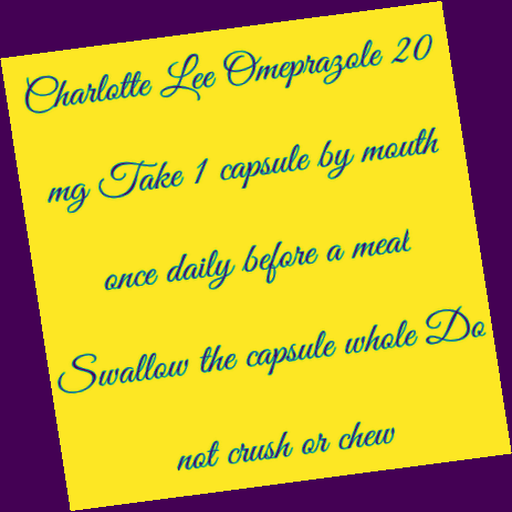 Charlotte Lee Omeprazole 20
mg Take 1 capsule by mouth
once daily before a meal
Swallow the capsule whole Do
not crush or chew